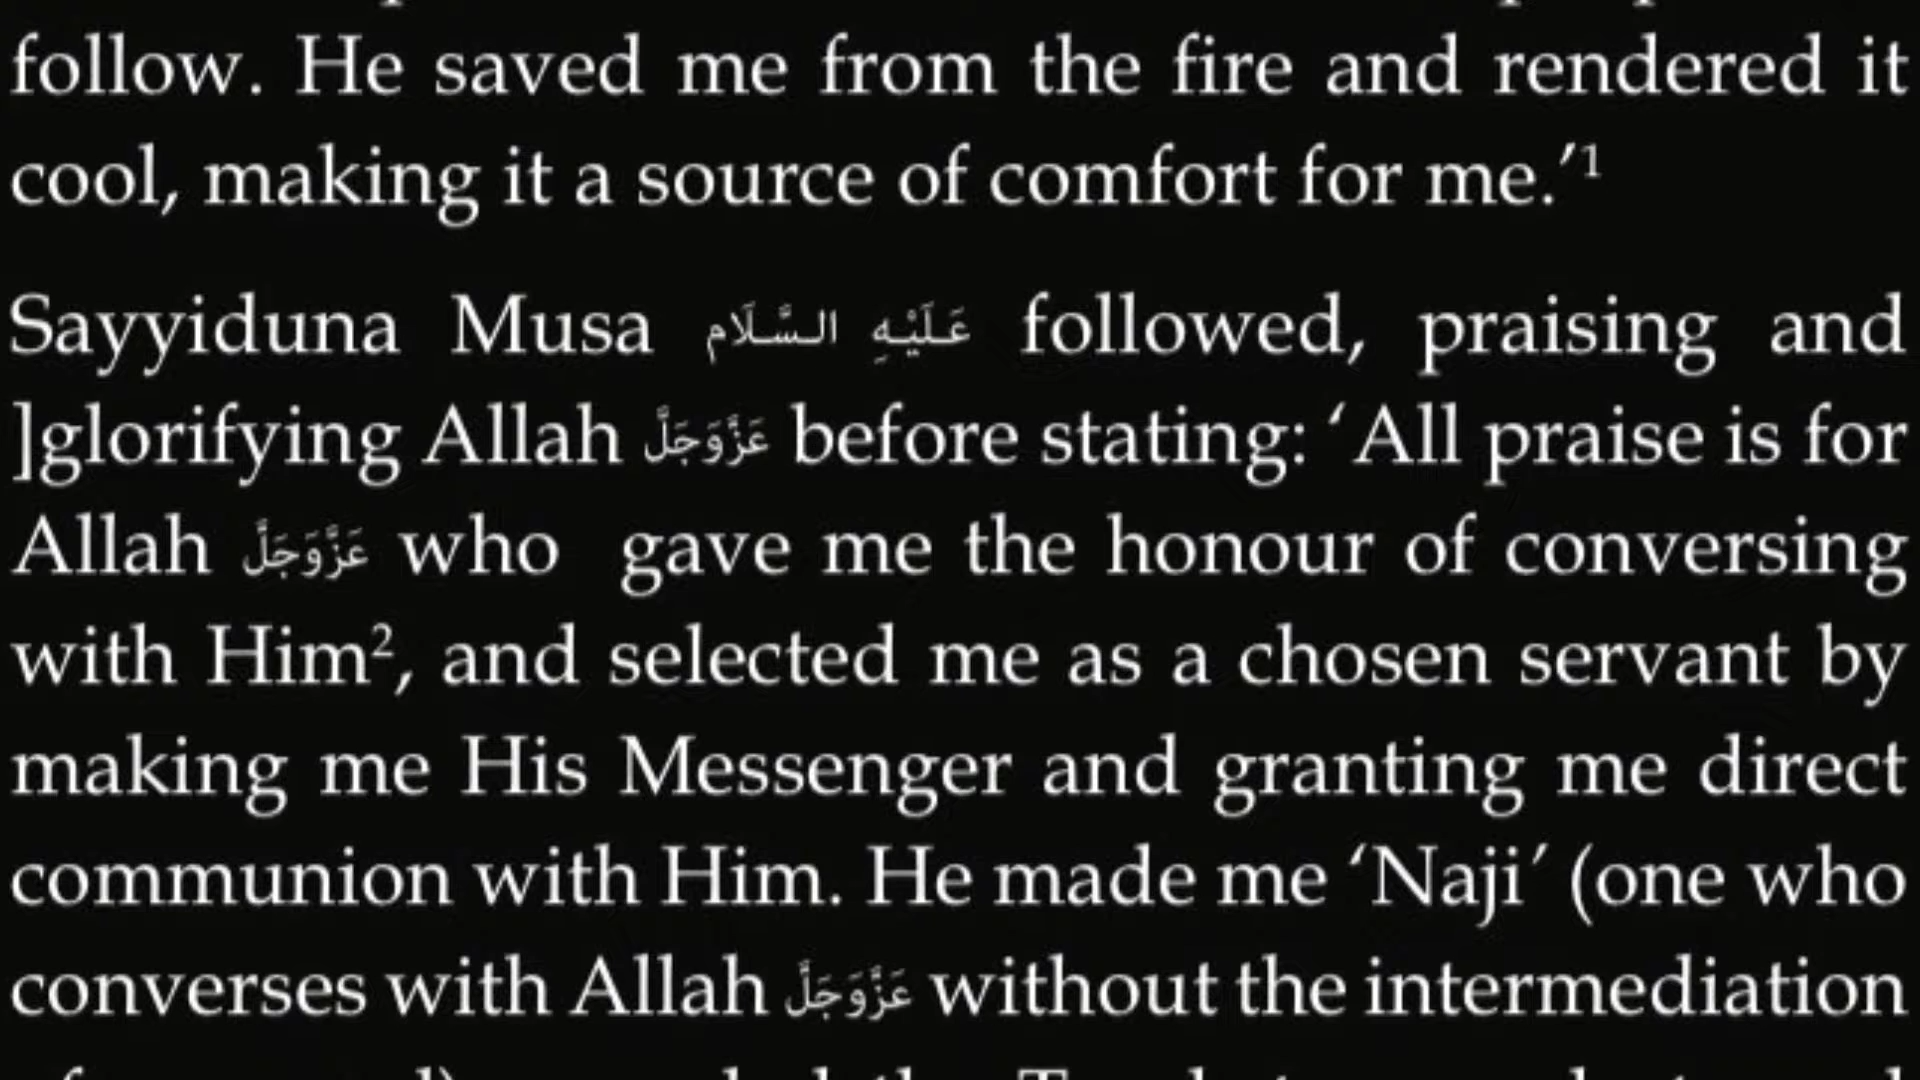 follow. He saved me from the fire and rendered it
cool, making it a source of comfort for me.’¹
Sayyiduna Musa عَلَيْهِ السَّلَام followed, praising and
]glorifying Allah عَزَّوَجَلَّ before stating: ‘All praise is for
Allah عَزَّوَجَلَّ who gave me the honour of conversing
with Him², and selected me as a chosen servant by
making me His Messenger and granting me direct
communion with Him. He made me ‘Naji’ (one who
converses with Allah عَزَّوَجَلَّ without the intermediation